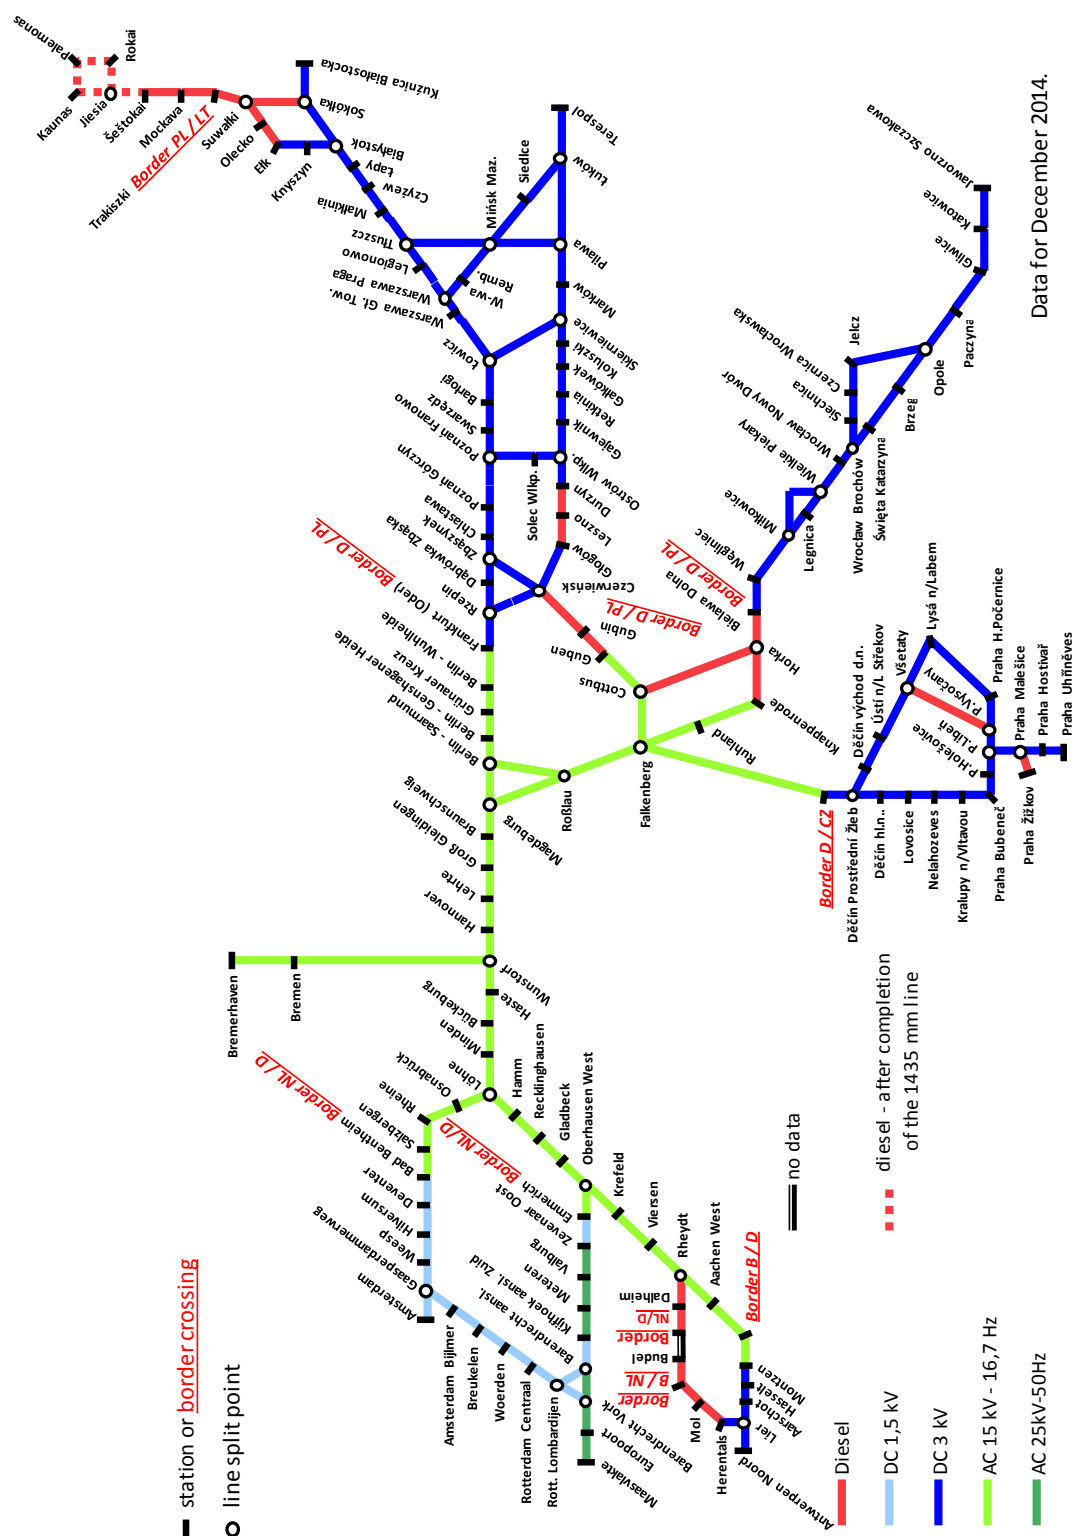 Palemonas
Rokai
Kaunas
Jiesia
Šeštokai
Mockava
Border PL / LT
Trakiszki
Suwałki
Olecko
Ełk
Knyszyn
Kuźnica Białostocka
Sokółka
Białystok
Łapy
Czyżew
Małkinia
Tłuszcz
Legionowo
Warszawa Praga
Warszawa Gł. Tow.
W-wa
Remb.
Mińsk Maz.
Siedlce
Terespol
Łuków
Pilawa
Marków
Skierniewice
Koluszki
Gałkówek
Retkinia
Gajewnik
Ostrów Wlkp.
Durzyn
Leszno
Głogów
Czerwieńsk
Łowicz
Barłogi
Swarzędz
Poznań Franowo
Solec Wlkp.
Poznań Górczyn
Chlastawa
Zbąszynek
Dąbrówka Zbąska
Rzepin
Border D / PL
Frankfurt (Oder)
Berlin - Wuhlheide
Grünauer Kreuz
Berlin - Genshagener Heide
Berlin - Saarmund
Border D / PL
Gubin
Guben
Cottbus
Falkenberg
Roßlau
Magdeburg
Ruhland
Knappenrode
Horka
Bielawa Dolna
Border D / PL
Węgliniec
Miłkowice
Legnica
Wielkie Piekary
Wrocław Nowy Dwór
Wrocław Brochów
Święta Katarzyna
Siechnica
Czernica Wrocławska
Jelcz
Brzeg
Opole
Paczyna
Gliwice
Katowice
Jaworzno Szczakowa
Data for December 2014.
Border D / CZ
Děčín Prostřední Žleb
Děčín východ d.n.
Ústí n/L Střekov
Všetaty
Lysá n/Labem
P.Vysočany
Praha H.Počernice
P.Libeň
P.Holešovice
Praha Malešice
Praha Hostivař
Praha Uhříněves
Praha Žižkov
Děčín hl.n..
Lovosice
Nelahozeves
Kralupy n/Vltavou
Praha Bubeneč
Braunschweig
Groß Gleidingen
Lehrte
Hannover
Wunstorf
Bremerhaven
Bremen
Haste
Bückeburg
Minden
Löhne
Osnabrück
Rheine
Salzbergen
Border NL / D
Bad Bentheim
Deventer
Hilversum
Weesp
Gaasperdammerweg
Amsterdam
Amsterdam Bijlmer
Breukelen
Woerden
Rotterdam Centraal
Rott. Lombardijen
Barendrecht aansl.
Kijfhoek aansl. Zuid
Meteren
Valburg
Zevenaar Oost
Emmerich
Border NL/D
Hamm
Recklinghausen
Gladbeck
Oberhausen West
Krefeld
Viersen
Rheydt
Aachen West
Border B / D
Dalheim
NL/D
Border
Budel
B / NL
Border
Mol
Herentals
Montzen
Hasselt
Aarschot
Lier
Antwerpen Noord
Barendrecht Vork
Europoort
Maasvlakte
station or border crossing
line split point
no data
diesel - after completion
of the 1435 mm line
Diesel
DC 1,5 kV
DC 3 kV
AC 15 kV - 16,7 Hz
AC 25kV-50Hz